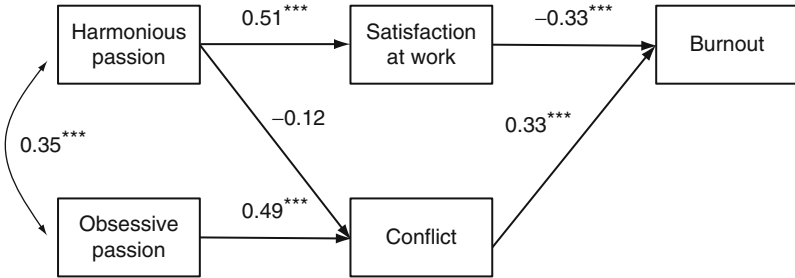 Harmonious
passion
0.51***
Satisfaction
at work
−0.33***
Burnout
−0.12
0.33***
0.35***
Obsessive
passion
0.49***
Conflict